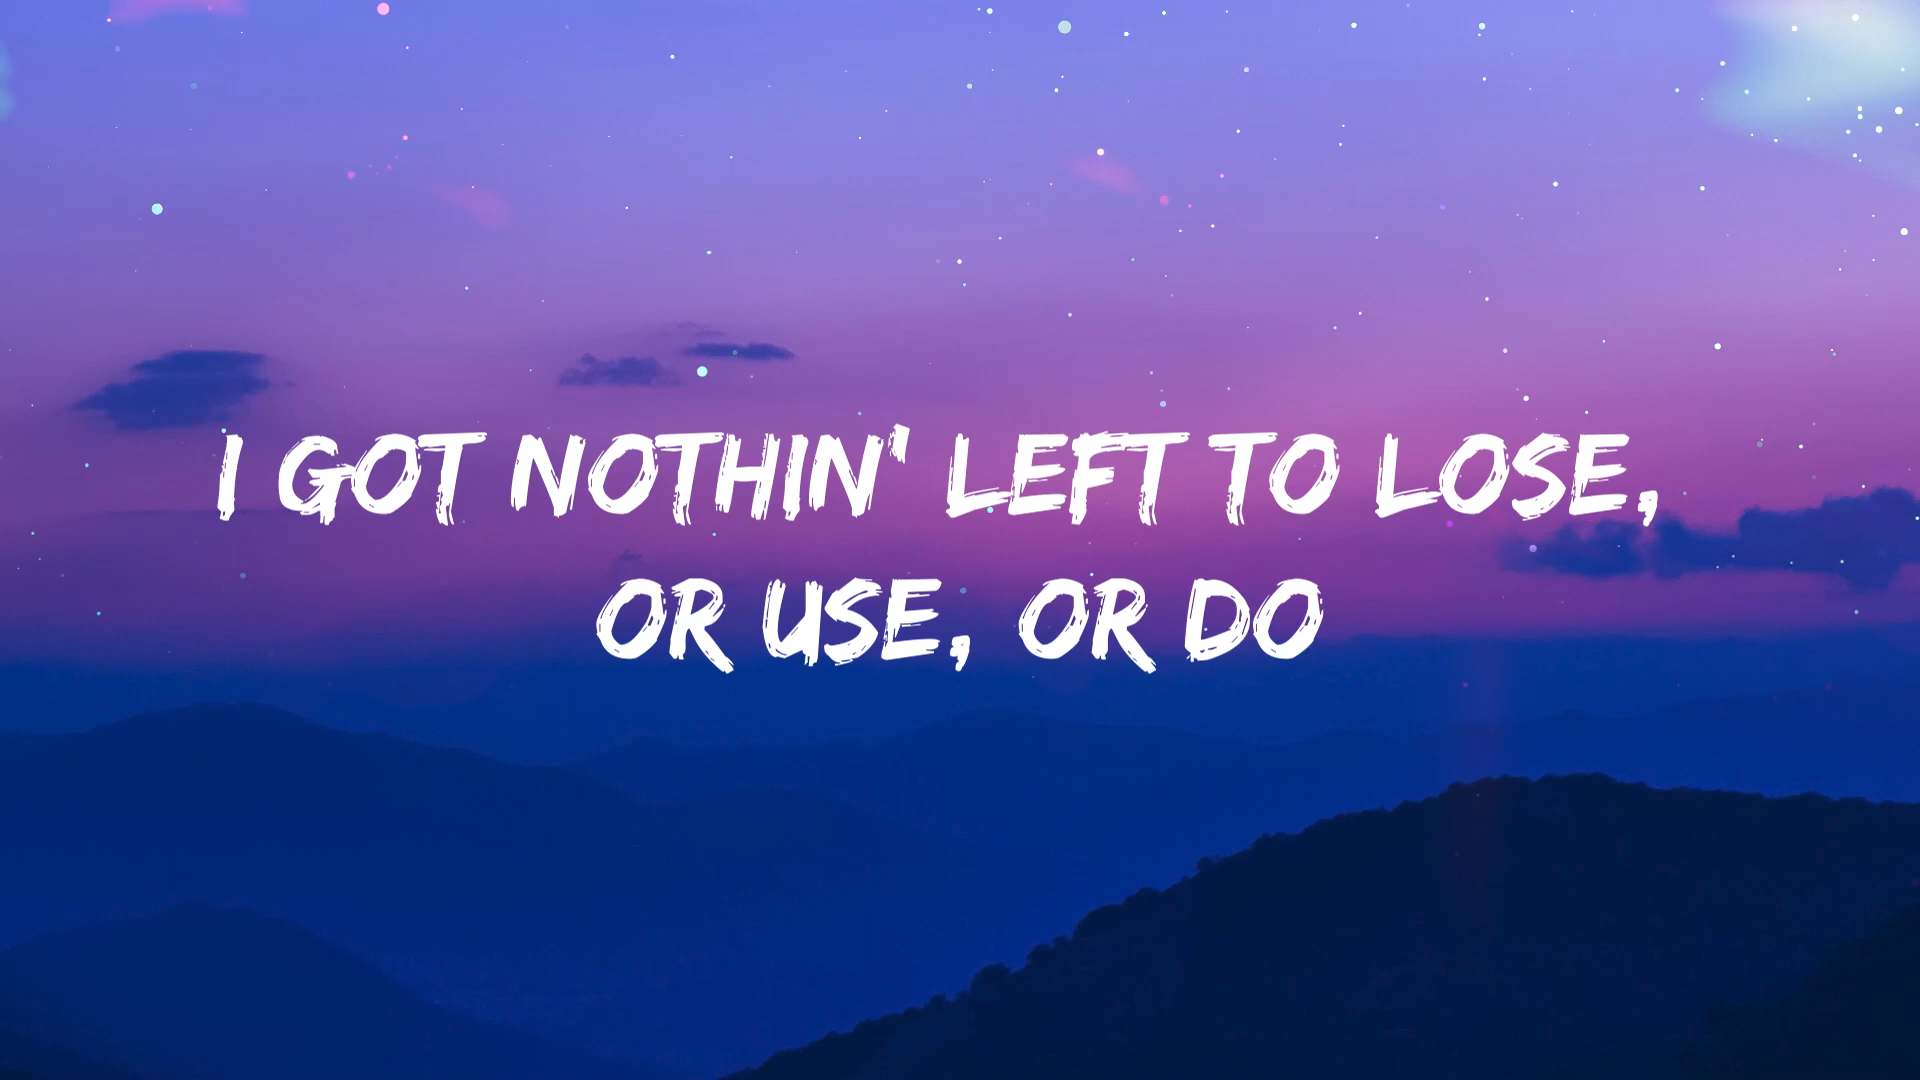 I GOT NOTHIN' LEFT TO LOSE,
OR USE, OR DO